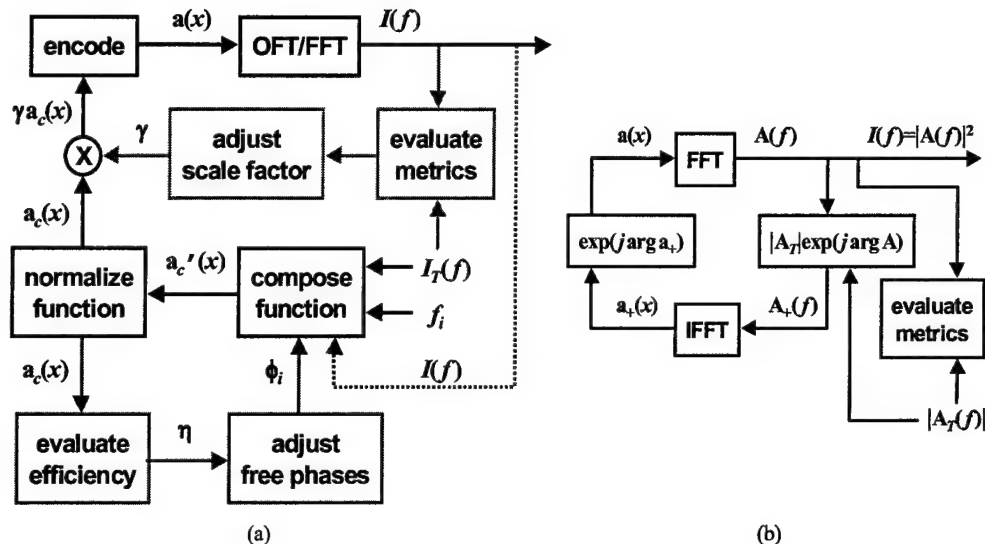 a(x)
I(f)
encode
OFT/FFT
γa_c(x)
γ
X
adjust
scale factor
evaluate
metrics
a_c(x)
a_c'(x)
I_T(f)
normalize
function
compose
function
f_i
a_c(x)
ϕ_i
I(f)
evaluate
efficiency
η
adjust
free phases
(a)
a(x)
A(f)
I(f)=|A(f)|²
FFT
exp(j arg a₊)
|A_T|exp(j arg A)
a₊(x)
A₊(f)
IFFT
evaluate
metrics
|A_T(f)|
(b)